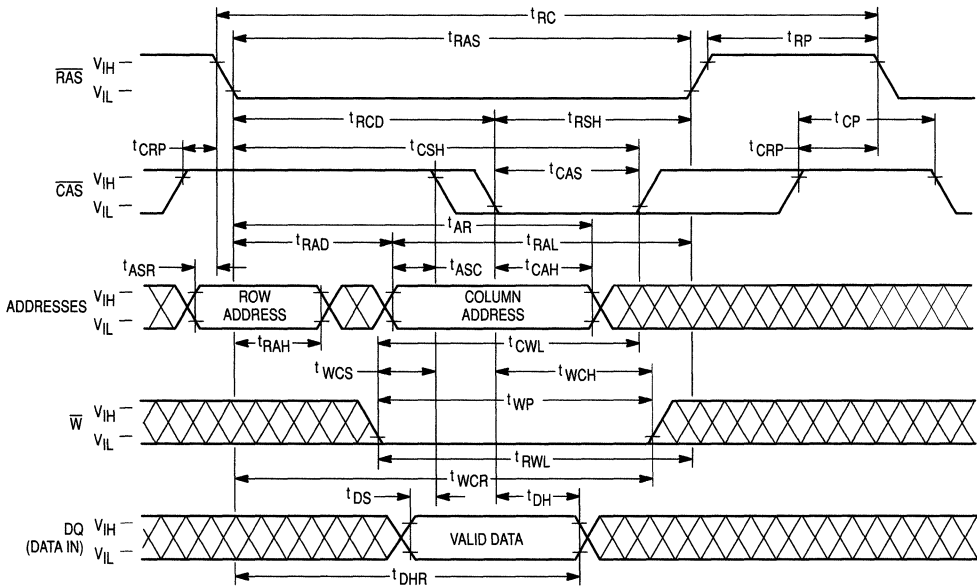 tRC
tRAS
tRP
RAS
VIH
VIL
tRCD
tRSH
tCP
tCRP
tCSH
tCRP
tCAS
CAS
VIH
VIL
tAR
tRAD
tRAL
tASR
tASC
tCAH
ADDRESSES
VIH
VIL
ROW
ADDRESS
COLUMN
ADDRESS
tRAH
tCWL
tWCS
tWCH
tWP
W
VIH
VIL
tRWL
tWCR
tDS
tDH
DQ
(DATA IN)
VIH
VIL
VALID DATA
tDHR